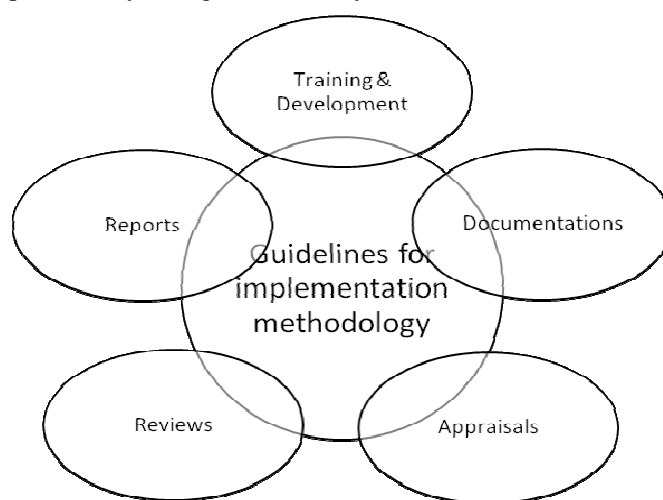 Training &
Development
Reports
Documentations
Guidelines for
implementation
methodology
Reviews
Appraisals